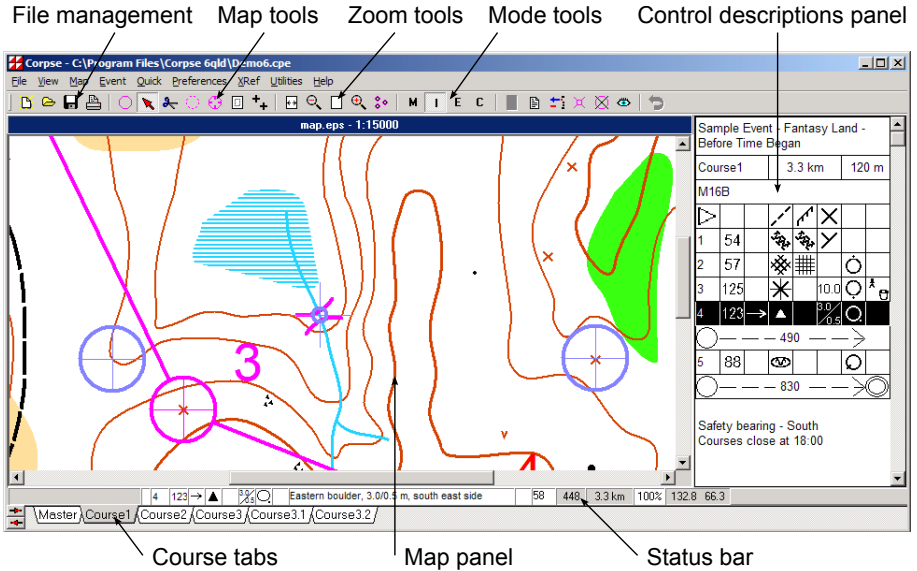 File management Map tools Zoom tools Mode tools Control descriptions panel
Corpse - C:\Program Files\Corpse 6qld\Demo6.cpe
File View Map Event Quick Preferences XRef Utilities Help
M I E C
map.eps - 1:15000
Sample Event - Fantasy Land -
Before Time Began
Course1 3.3 km 120 m
M16B
1 54
2 57
3 125 10.0
4 123 3.0/0.5
490
5 88
830
Safety bearing - South
Courses close at 18:00
3
v
4 123 3.0/0.5 Eastern boulder, 3.0/0.5 m, south east side 58 448 3.3 km 100% 132.8 66.3
Master Course1 Course2 Course3 Course3.1 Course3.2
Course tabs Map panel Status bar